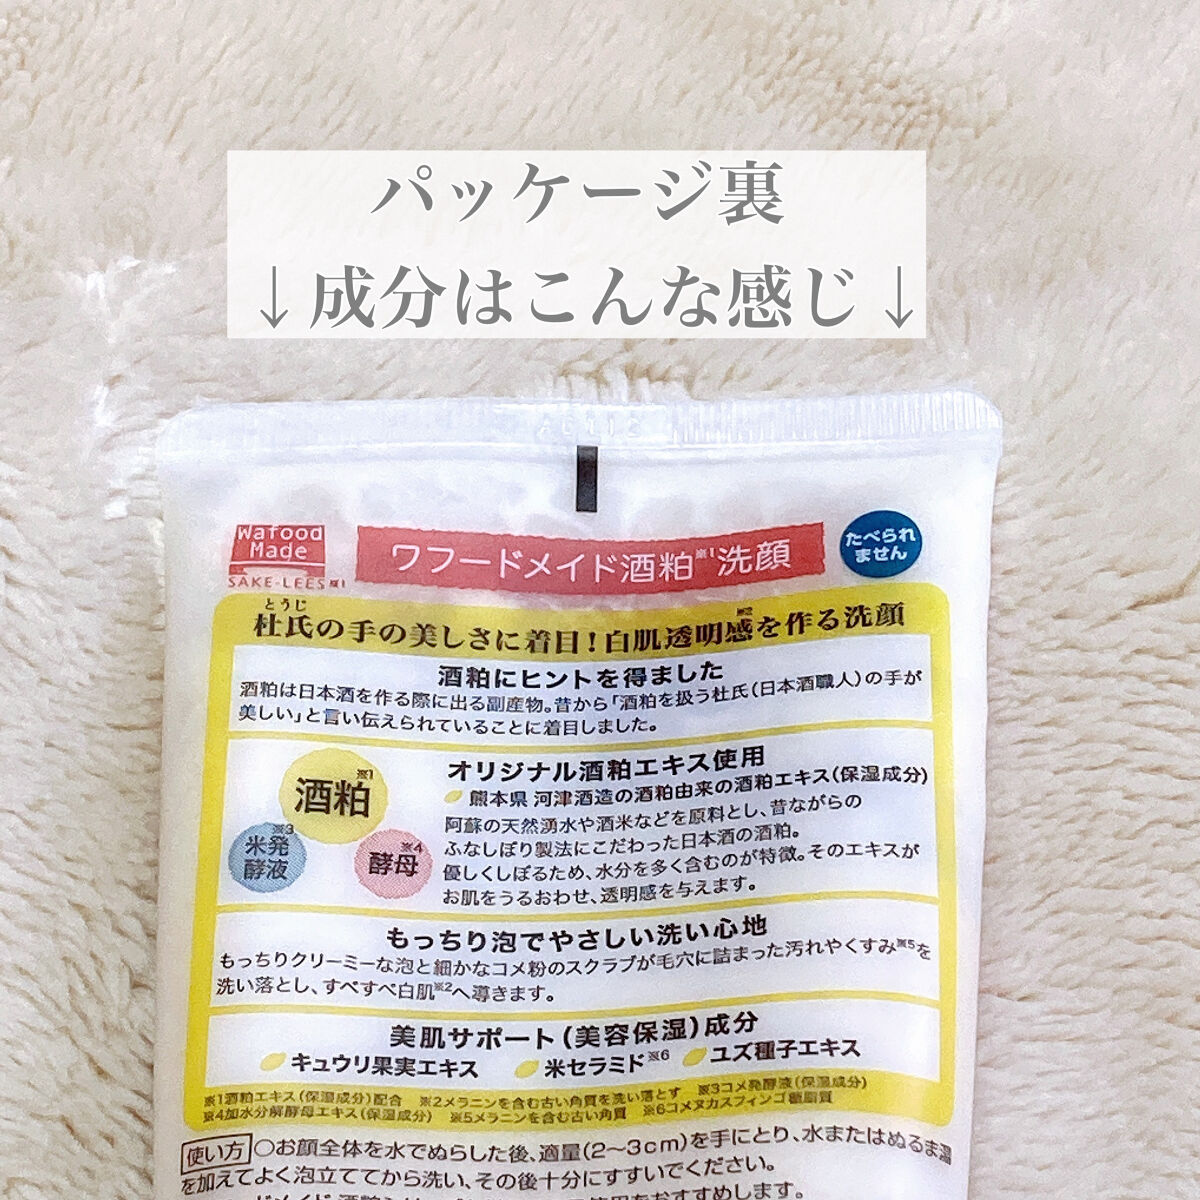 パッケージ裏
↓成分はこんな感じ↓
Wafood
Made
SAKE-LEES※1
ワフードメイド酒粕※1洗顔
たべられ
ません
とうじ
杜氏の手の美しさに着目!白肌透明感※2を作る洗顔
酒粕にヒントを得ました
酒粕は日本酒を作る際に出る副産物。昔から「酒粕を扱う杜氏(日本酒職人)の手が
美しい」と言い伝えられていることに着目しました。
酒粕※1
米発
酵液※3
酵母※4
オリジナル酒粕エキス使用
熊本県 河津酒造の酒粕由来の酒粕エキス(保湿成分)
阿蘇の天然湧水や酒米などを原料とし、昔ながらの
ふなしぼり製法にこだわった日本酒の酒粕。
優しくしぼるため、水分を多く含むのが特徴。そのエキスが
お肌をうるおわせ、透明感を与えます。
もっちり泡でやさしい洗い心地
もっちりクリーミーな泡と細かなコメ粉のスクラブが毛穴に詰まった汚れやくすみ※5を
洗い落とし、すべすべ白肌※2へ導きます。
美肌サポート(美容保湿)成分
キュウリ果実エキス 米セラミド※6 ユズ種子エキス
※1酒粕エキス(保湿成分)配合 ※2メラニンを含む古い角質を洗い落とす ※3コメ発酵液(保湿成分)
※4加水分解酵母エキス(保湿成分) ※5メラニンを含む古い角質 ※6コメヌカスフィンゴ糖脂質
使い方 ○お顔全体を水でぬらした後、適量(2〜3cm)を手にとり、水またはぬるま湯
を加えてよく泡立ててから洗い、その後十分にすすいでください。
使用をおすすめします。